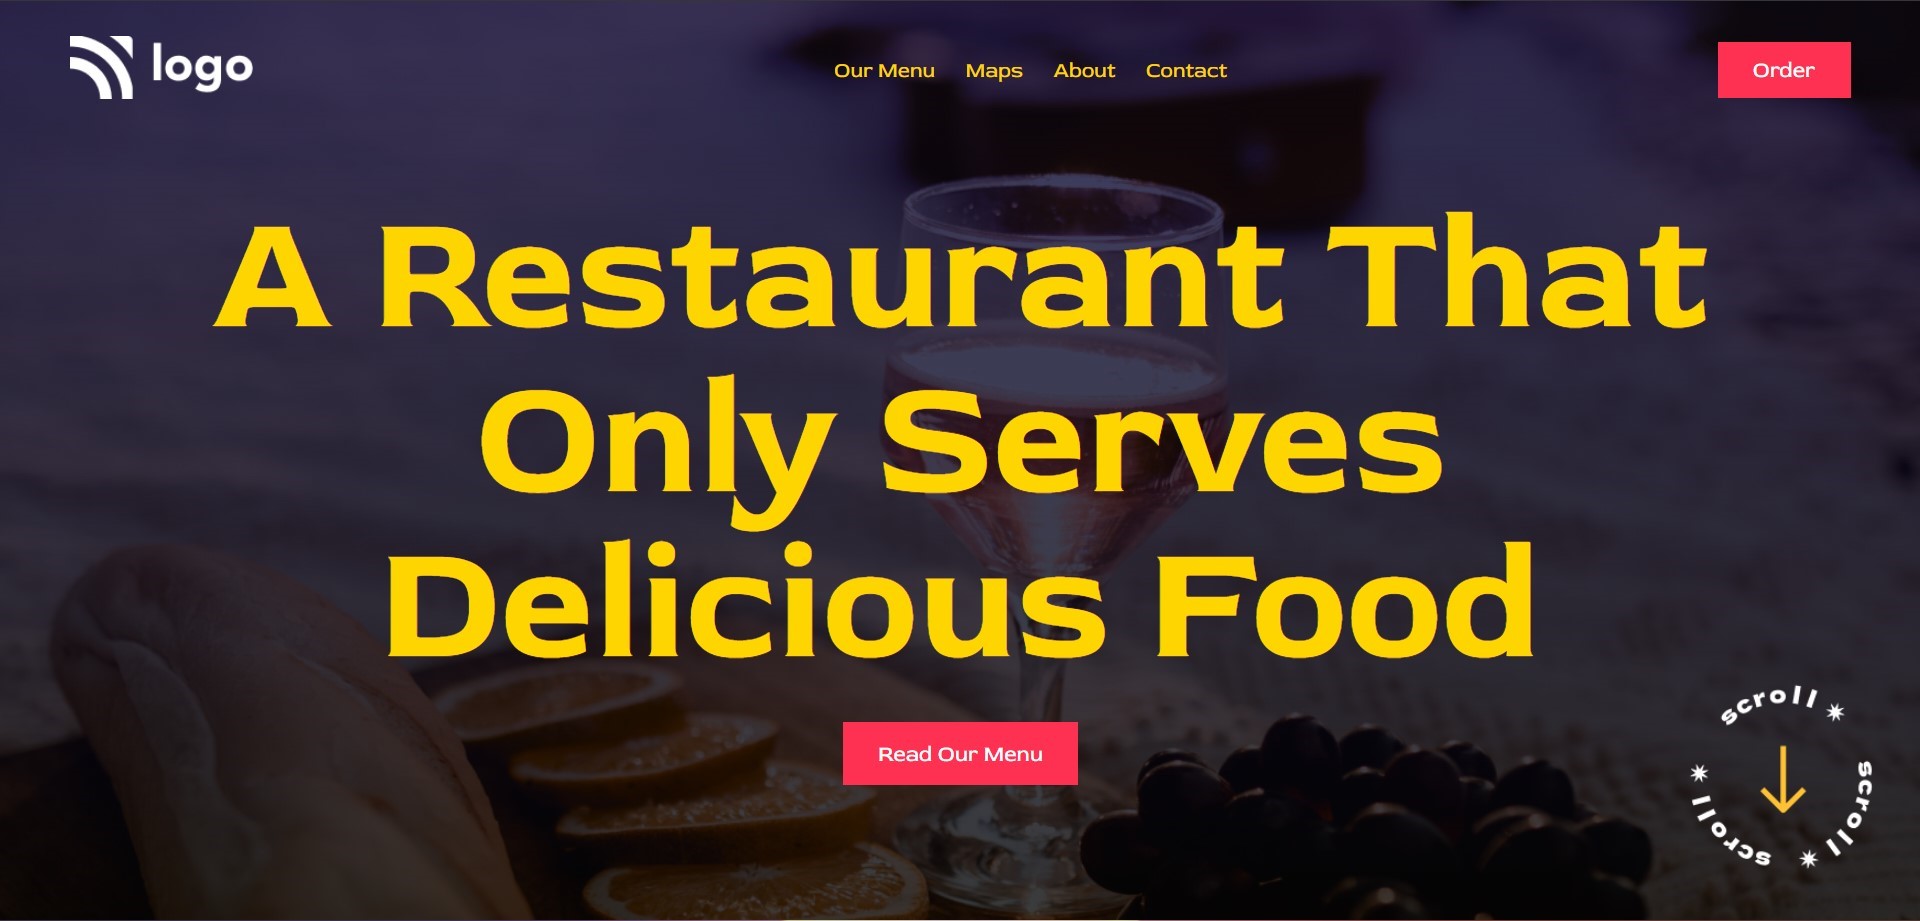 logo
Our Menu
Maps
About
Contact
Order
A Restaurant That
Only Serves
Delicious Food
Read Our Menu
scroll
scroll
scroll